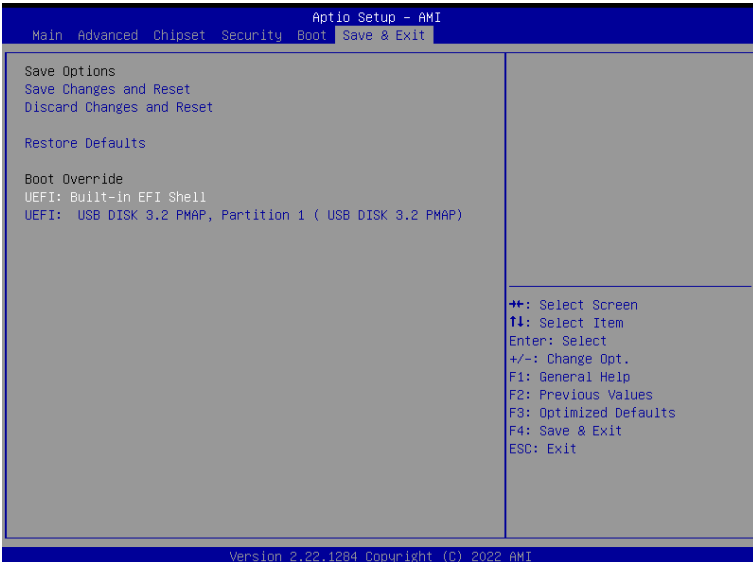 Aptio Setup – AMI
Main Advanced Chipset Security Boot Save & Exit
Save Options
Save Changes and Reset
Discard Changes and Reset
Restore Defaults
Boot Override
UEFI: Built-in EFI Shell
UEFI: USB DISK 3.2 PMAP, Partition 1 ( USB DISK 3.2 PMAP)
→←: Select Screen
↑↓: Select Item
Enter: Select
+/-: Change Opt.
F1: General Help
F2: Previous Values
F3: Optimized Defaults
F4: Save & Exit
ESC: Exit
Version 2.22.1284 Copyright (C) 2022 AMI